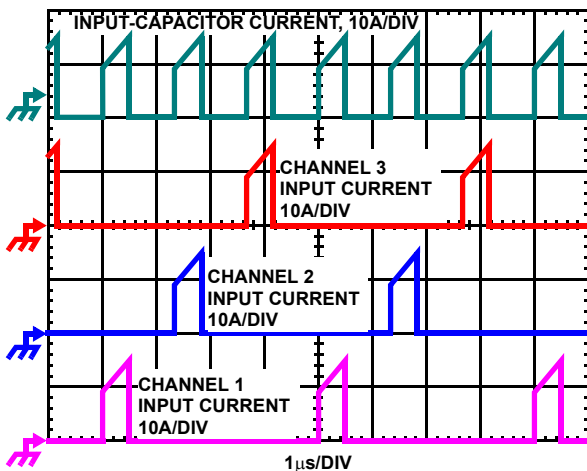 INPUT-CAPACITOR CURRENT, 10A/DIV
CHANNEL 3
INPUT CURRENT
10A/DIV
CHANNEL 2
INPUT CURRENT
10A/DIV
CHANNEL 1
INPUT CURRENT
10A/DIV
1μs/DIV